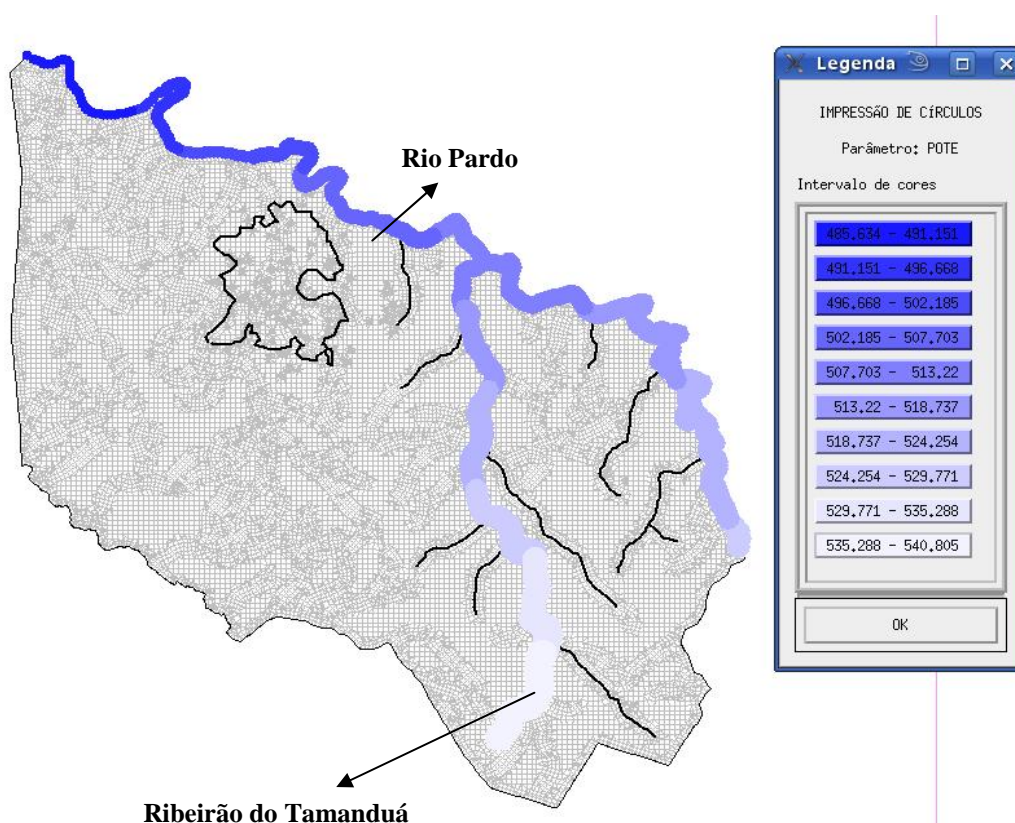 Rio Pardo
Ribeirão do Tamanduá
Legenda
IMPRESSãO DE CíRCULOS
Parâmetro: POTE
Intervalo de cores
485.634 - 491.151
491.151 - 496.668
496.668 - 502.185
502.185 - 507.703
507.703 - 513.22
513.22 - 518.737
518.737 - 524.254
524.254 - 529.771
529.771 - 535.288
535.288 - 540.805
OK